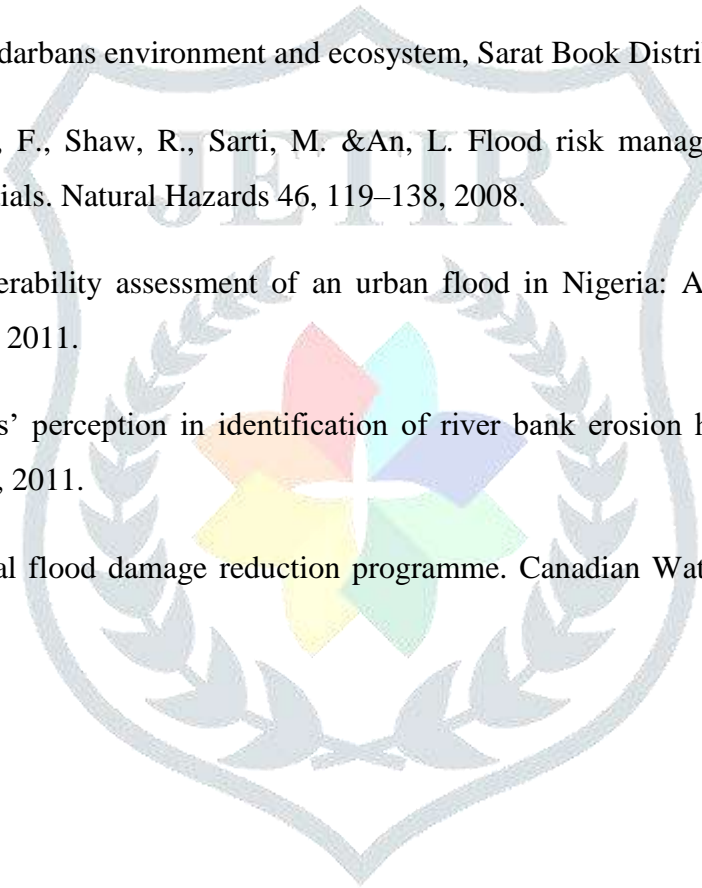 darbans environment and ecosystem, Sarat Book Distri
, F., Shaw, R., Sarti, M. &An, L. Flood risk manag
ials. Natural Hazards 46, 119–138, 2008.
JETIR
erability assessment of an urban flood in Nigeria: A
2011.
s’ perception in identification of river bank erosion h
, 2011.
al flood damage reduction programme. Canadian Wat